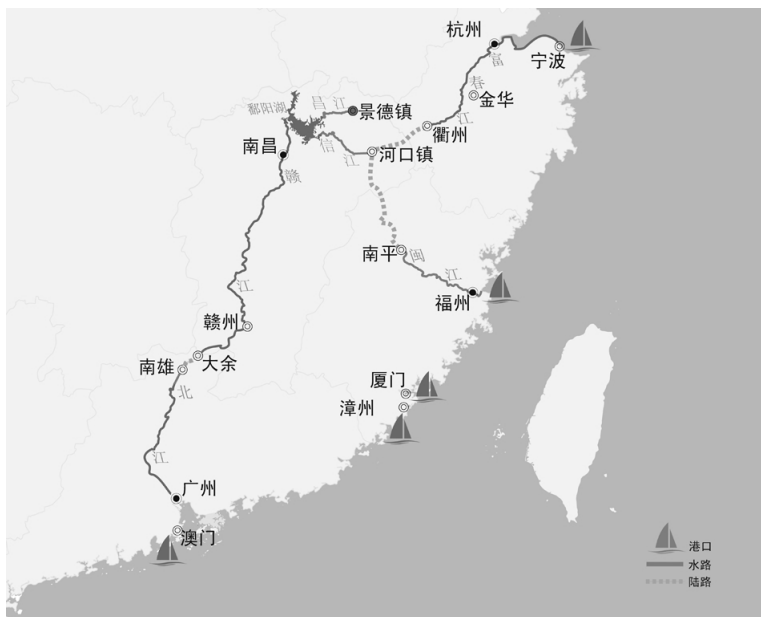 杭州
宁波
富
春
江
金华
鄱阳湖
昌
江
景德镇
衢州
南昌
信
江
河口镇
赣
江
南平
闽
江
福州
赣州
大余
南雄
北
江
厦门
漳州
广州
澳门
港口
水路
陆路